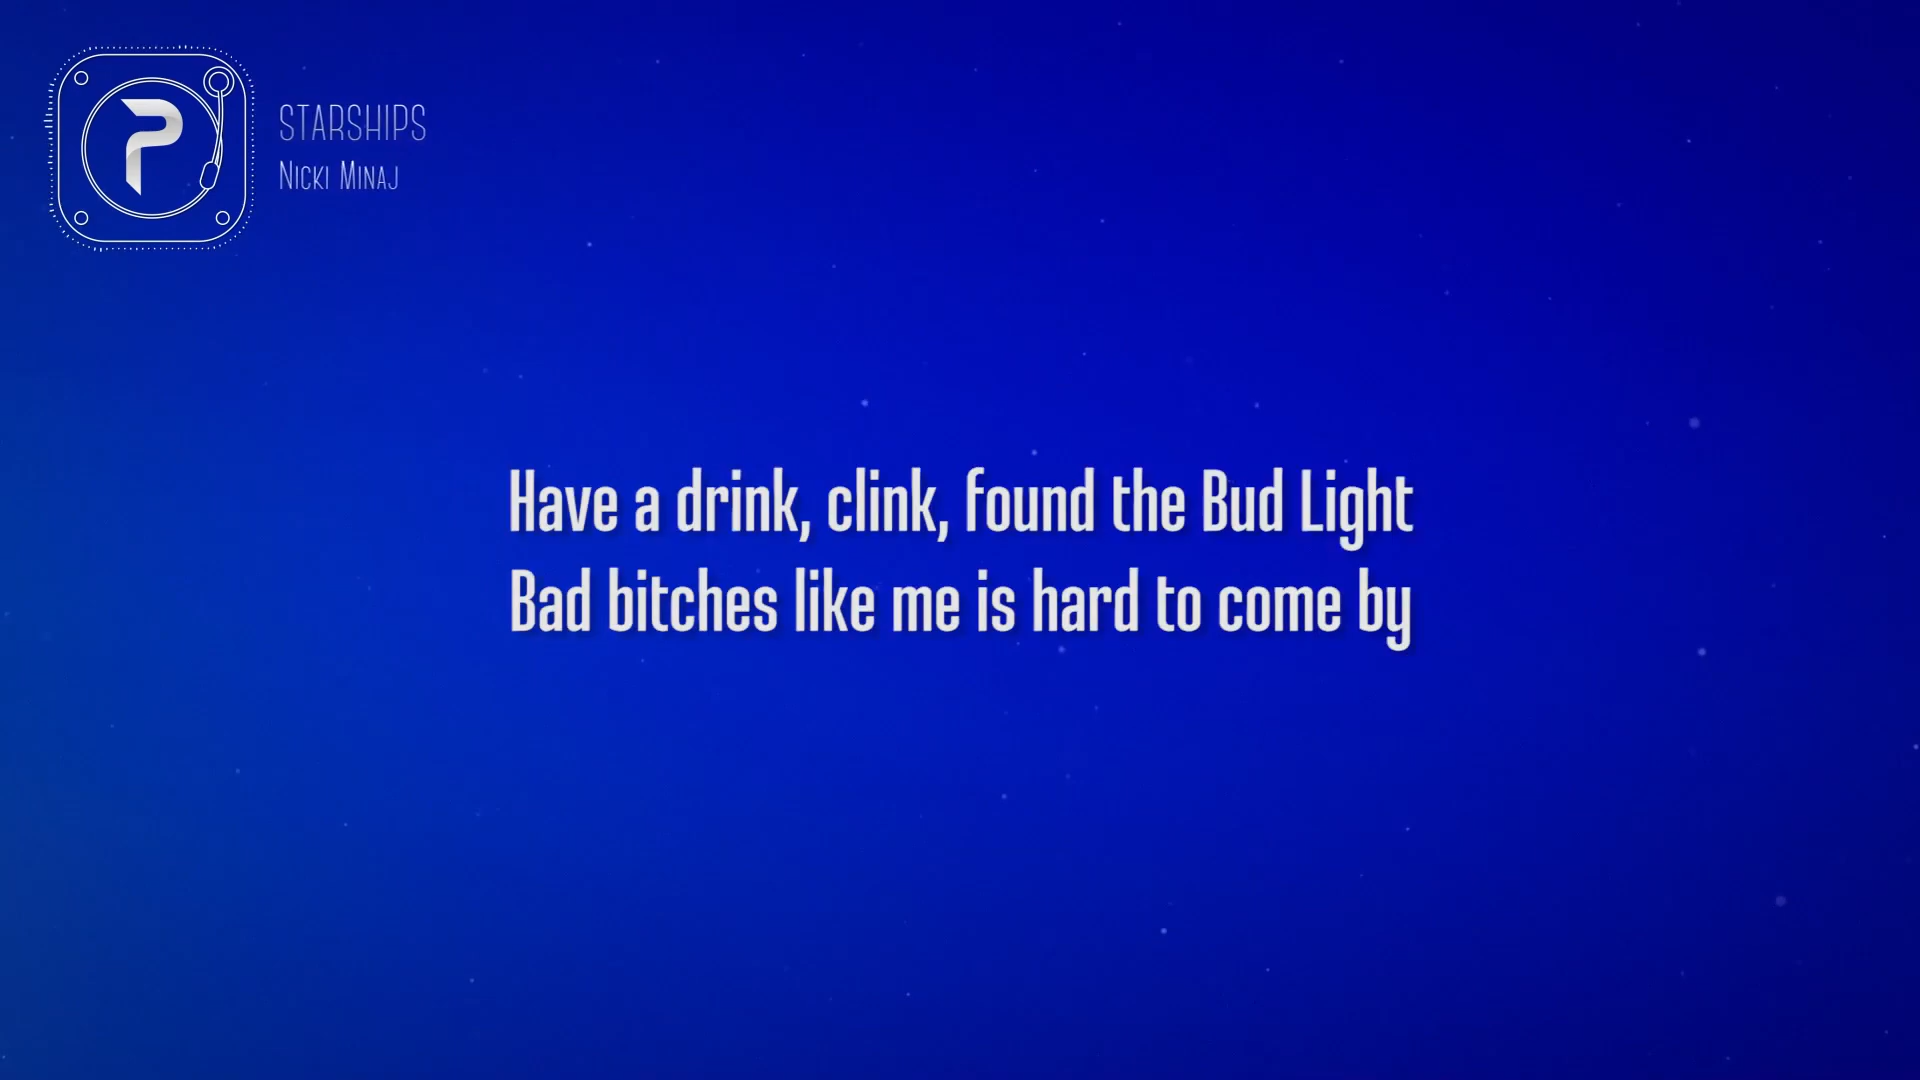 P
STARSHIPS
Nicki Minaj
Have a drink, clink, found the Bud Light
Bad bitches like me is hard to come by